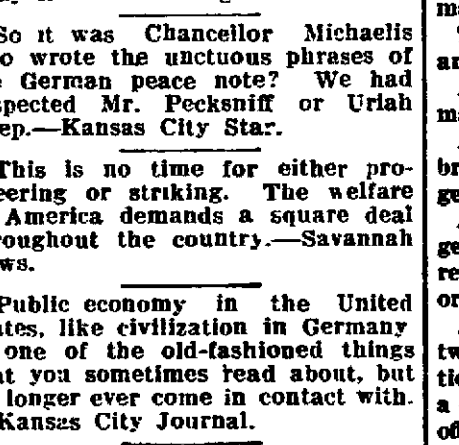 So it was Chancellor Michaelis
o wrote the unctuous phrases of
e German peace note? We had
spected Mr. Pecksniff or Uriah
ep.—Kansas City Star.
This is no time for either pro-
eering or striking. The welfare
America demands a square deal
roughout the country.—Savannah
ws.
Public economy in the United
ates, like civilization in Germany
one of the old-fashioned things
at you sometimes read about, but
longer ever come in contact with.
Kansas City Journal.
ma
an
ma
br
ge
ge
re
or
tw
tic
a
of